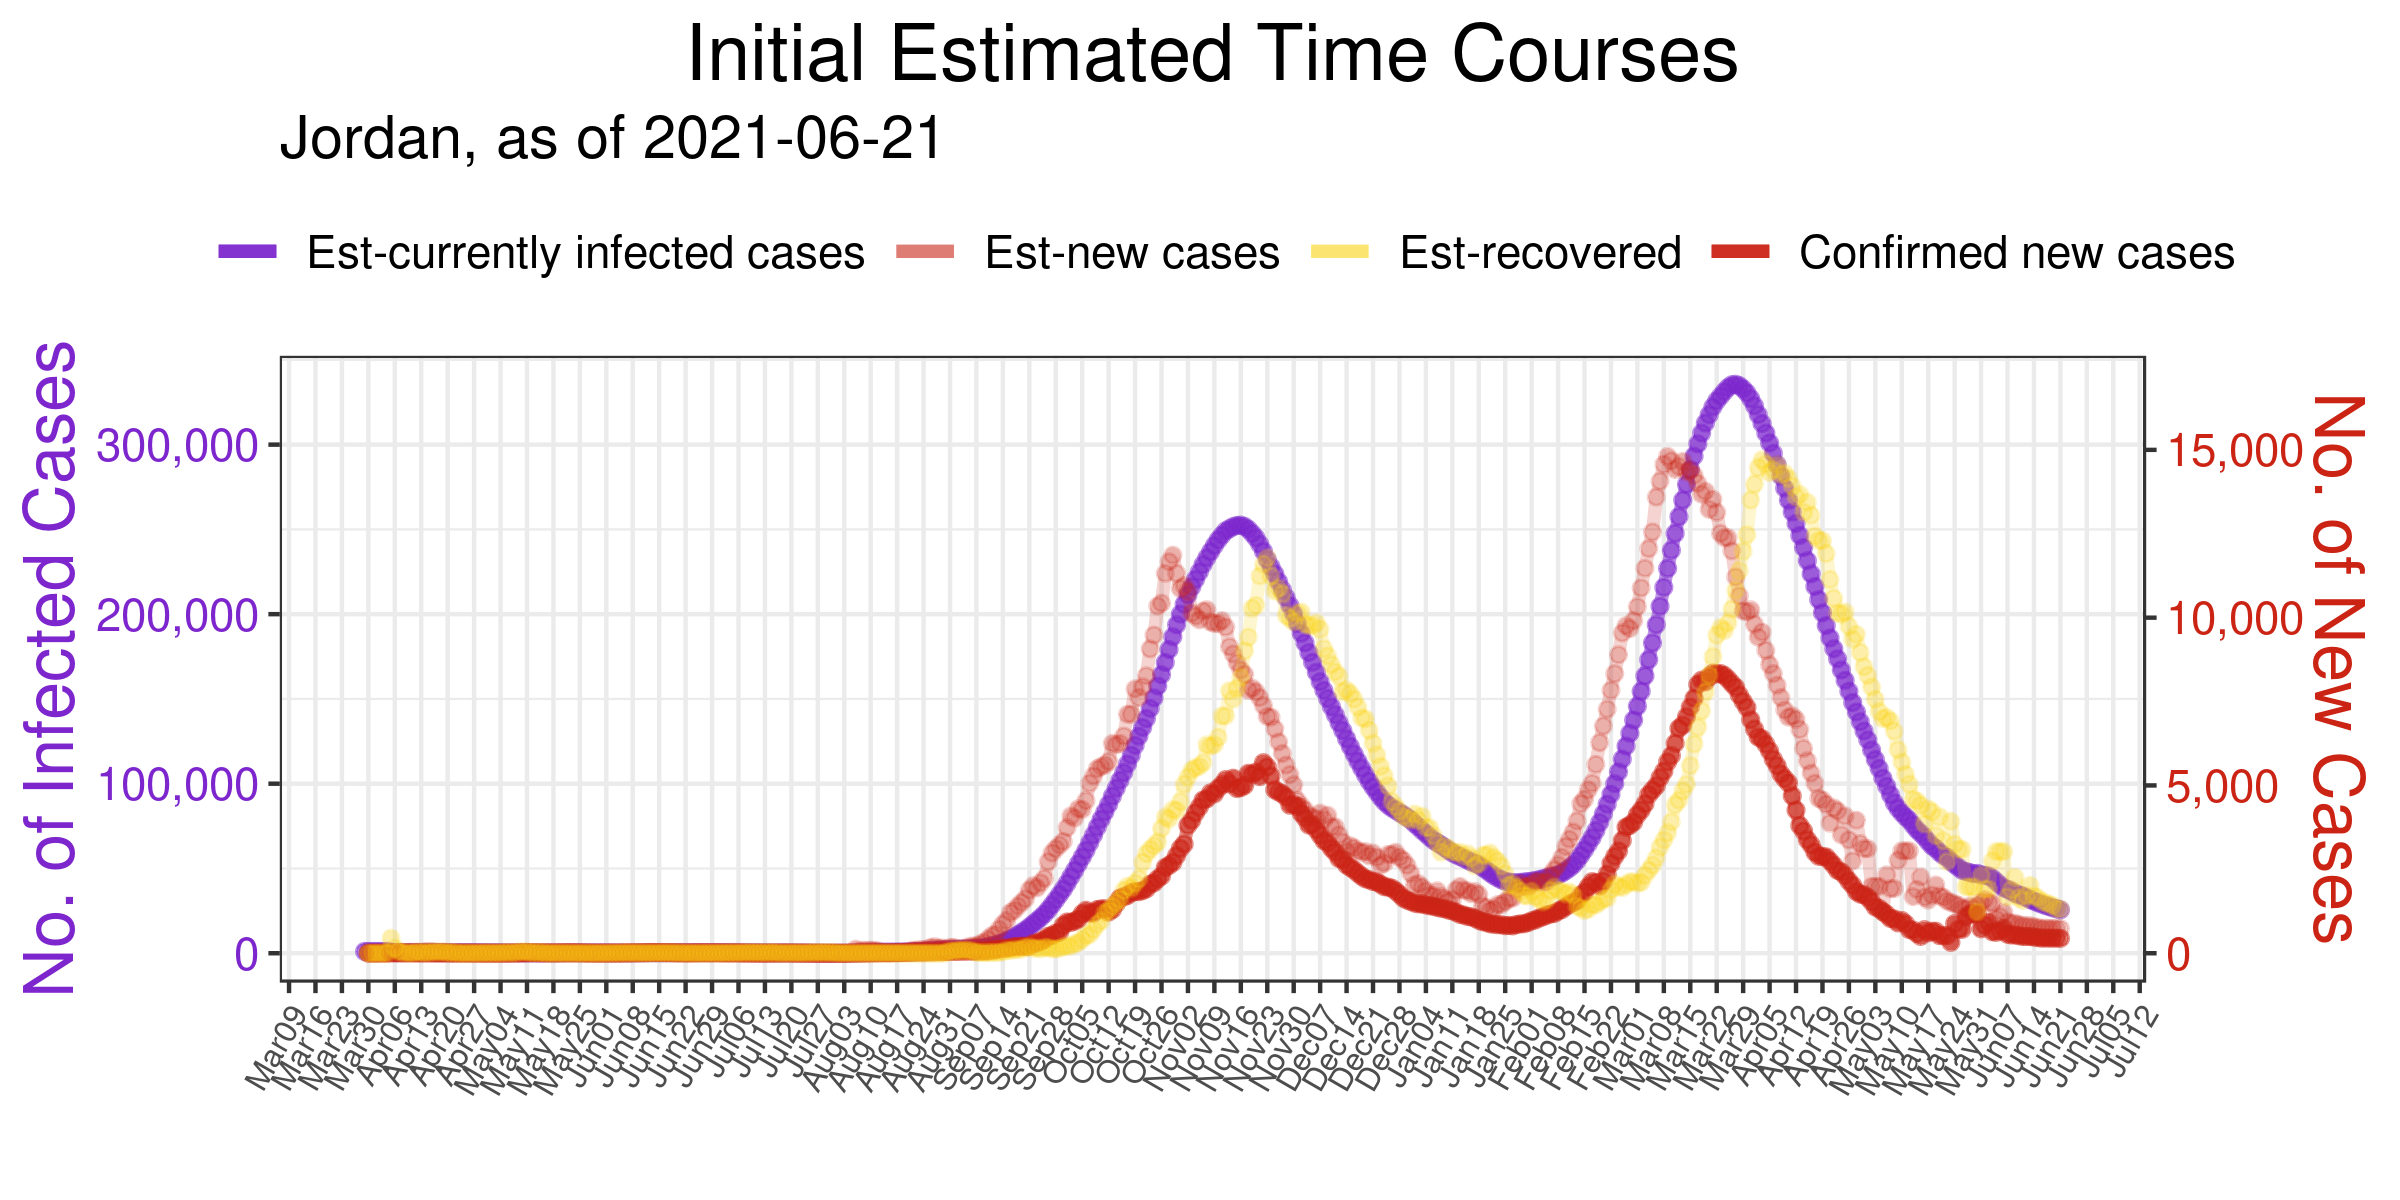 Initial Estimated Time Courses
Jordan, as of 2021-06-21
Est-currently infected cases Est-new cases Est-recovered Confirmed new cases
No. of Infected Cases
300,000
200,000
100,000
0
15,000
10,000
5,000
0
No. of New Cases
Mar09 Mar16 Mar23 Mar30 Apr06 Apr13 Apr20 Apr27 May04 May11 May18 May25 Jun01 Jun08 Jun15 Jun22 Jun29 Jul06 Jul13 Jul20 Jul27 Aug03 Aug10 Aug17 Aug24 Aug31 Sep07 Sep14 Sep21 Sep28 Oct05 Oct12 Oct19 Oct26 Nov02 Nov09 Nov16 Nov23 Nov30 Dec07 Dec14 Dec21 Dec28 Jan04 Jan11 Jan18 Jan25 Feb01 Feb08 Feb15 Feb22 Mar01 Mar08 Mar15 Mar22 Mar29 Apr05 Apr12 Apr19 Apr26 May03 May10 May17 May24 May31 Jun07 Jun14 Jun21 Jun28 Jul05 Jul12